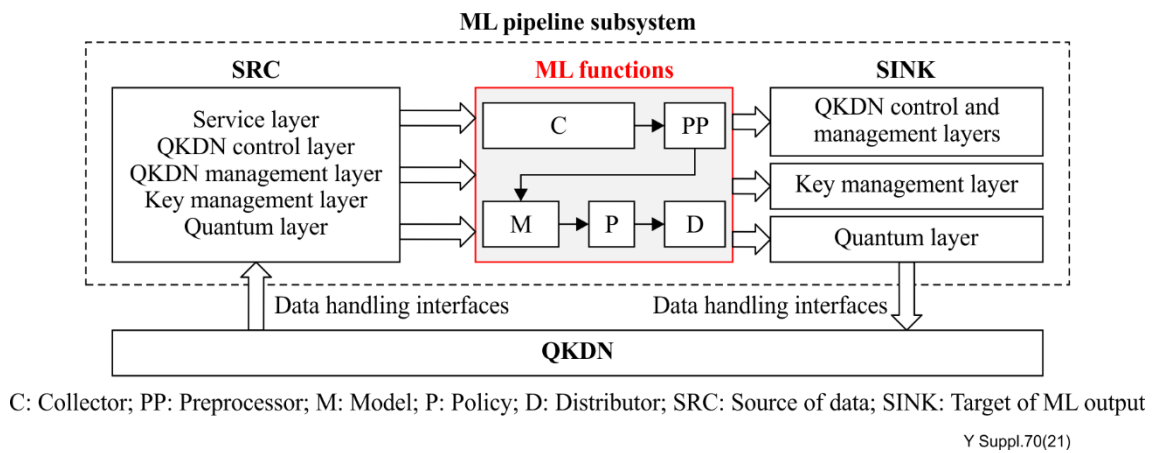 ML pipeline subsystem
SRC
Service layer
QKDN control layer
QKDN management layer
Key management layer
Quantum layer
ML functions
C
PP
M
P
D
SINK
QKDN control and
management layers
Key management layer
Quantum layer
Data handling interfaces
Data handling interfaces
QKDN
C: Collector; PP: Preprocessor; M: Model; P: Policy; D: Distributor; SRC: Source of data; SINK: Target of ML output
Y Suppl.70(21)